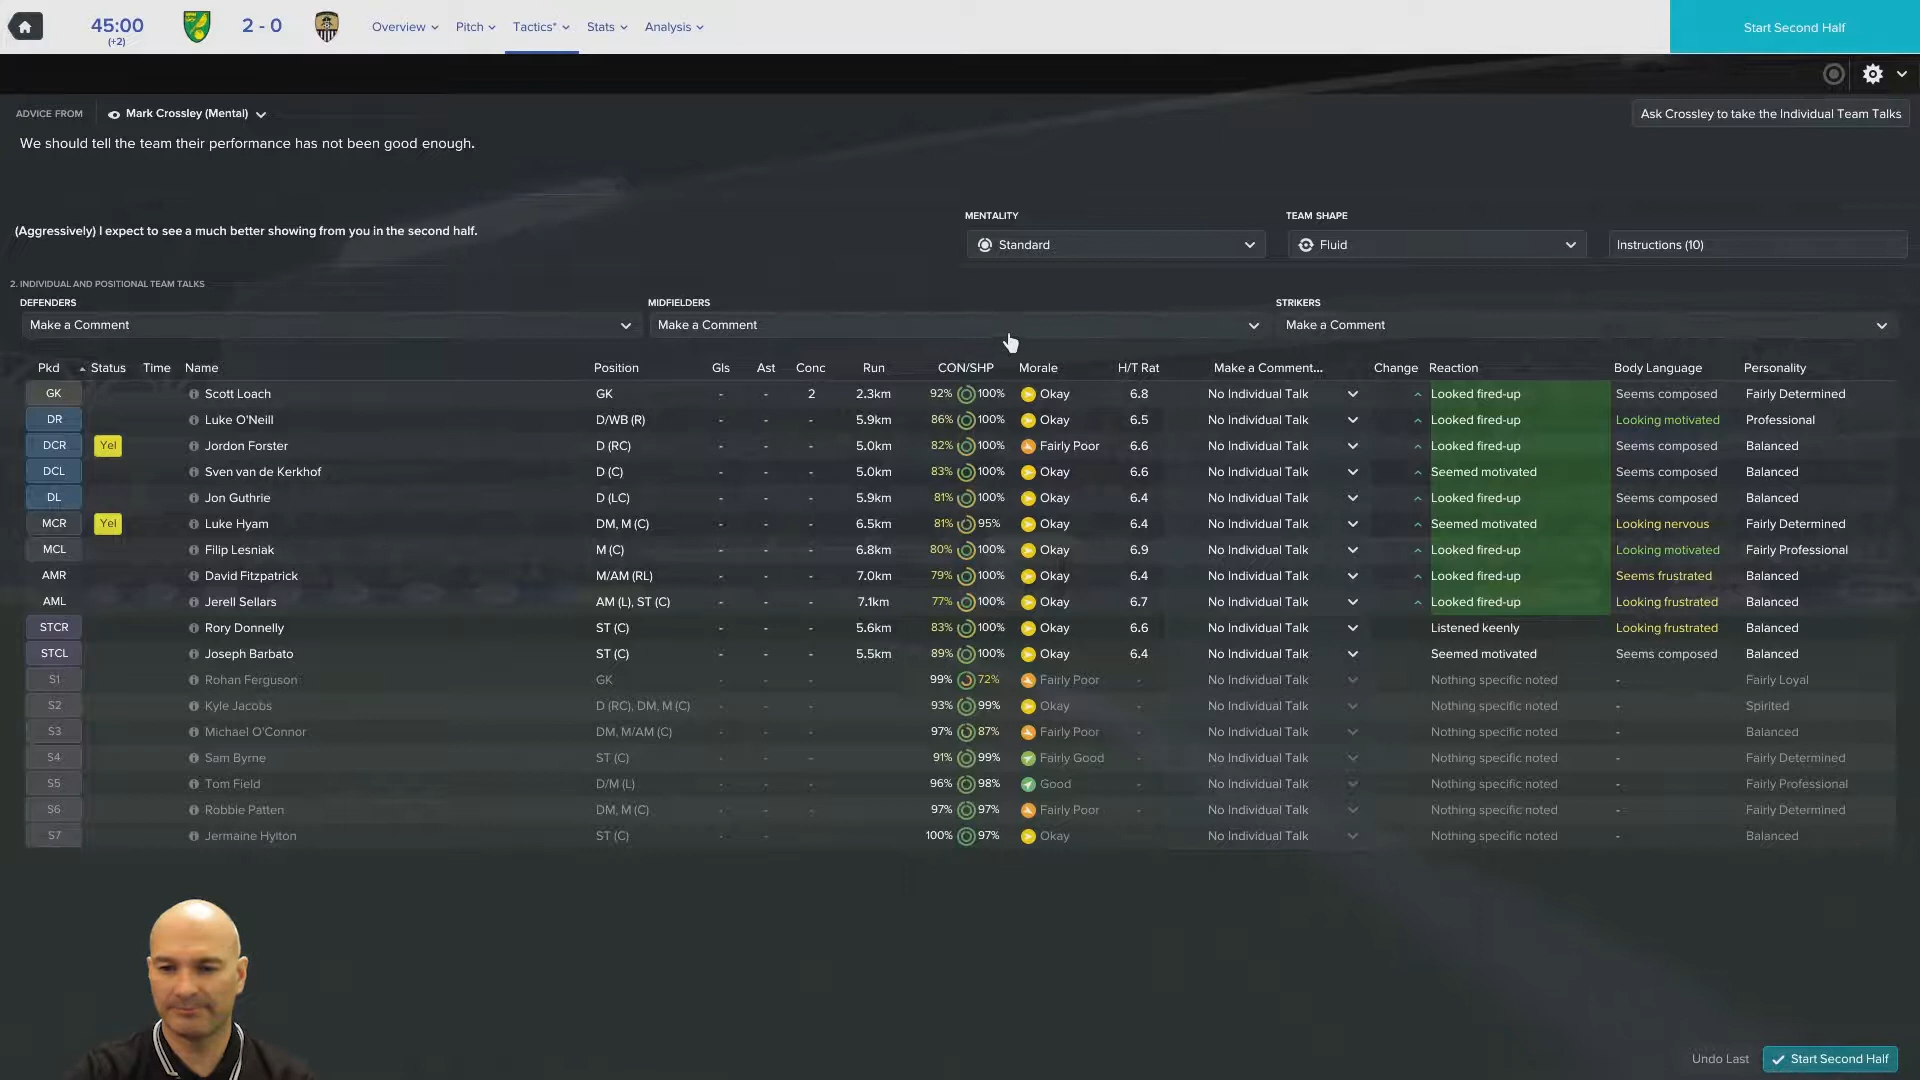 45:00
(+2)
2 - 0
Overview Pitch Tactics* Stats Analysis
Start Second Half
ADVICE FROM Mark Crossley (Mental)
Ask Crossley to take the Individual Team Talks
We should tell the team their performance has not been good enough.
MENTALITY TEAM SHAPE
(Aggressively) I expect to see a much better showing from you in the second half.
Standard Fluid Instructions (10)
2. INDIVIDUAL AND POSITIONAL TEAM TALKS
DEFENDERS MIDFIELDERS STRIKERS
Make a Comment Make a Comment Make a Comment
Pkd Status Time Name Position Gls Ast Conc Run CON/SHP Morale H/T Rat Make a Comment... Change Reaction Body Language Personality
GK Scott Loach GK - - 2 2.3km 92% 100% Okay 6.8 No Individual Talk Looked fired-up Seems composed Fairly Determined
DR Luke O'Neill D/WB (R) - - - 5.9km 86% 100% Okay 6.5 No Individual Talk Looked fired-up Looking motivated Professional
DCR Yel Jordon Forster D (RC) - - - 5.0km 82% 100% Fairly Poor 6.6 No Individual Talk Looked fired-up Seems composed Balanced
DCL Sven van de Kerkhof D (C) - - - 5.0km 83% 100% Okay 6.6 No Individual Talk Seemed motivated Seems composed Balanced
DL Jon Guthrie D (LC) - - - 5.9km 81% 100% Okay 6.4 No Individual Talk Looked fired-up Seems composed Balanced
MCR Yel Luke Hyam DM, M (C) - - - 6.5km 81% 95% Okay 6.4 No Individual Talk Seemed motivated Looking nervous Fairly Determined
MCL Filip Lesniak M (C) - - - 6.8km 80% 100% Okay 6.9 No Individual Talk Looked fired-up Looking motivated Fairly Professional
AMR David Fitzpatrick M/AM (RL) - - - 7.0km 79% 100% Okay 6.4 No Individual Talk Looked fired-up Seems frustrated Balanced
AML Jerell Sellars AM (L), ST (C) - - - 7.1km 77% 100% Okay 6.7 No Individual Talk Looked fired-up Looking frustrated Balanced
STCR Rory Donnelly ST (C) - - - 5.6km 83% 100% Okay 6.6 No Individual Talk Listened keenly Looking frustrated Balanced
STCL Joseph Barbato ST (C) - - - 5.5km 89% 100% Okay 6.4 No Individual Talk Seemed motivated Seems composed Balanced
S1 Rohan Ferguson GK - - - 99% 72% Fairly Poor - No Individual Talk Nothing specific noted - Fairly Loyal
S2 Kyle Jacobs D (RC), DM, M (C) - - - 93% 99% Okay - No Individual Talk Nothing specific noted - Spirited
S3 Michael O'Connor DM, M/AM (C) - - - 97% 87% Fairly Poor - No Individual Talk Nothing specific noted - Balanced
S4 Sam Byrne ST (C) - - - 91% 99% Fairly Good - No Individual Talk Nothing specific noted - Fairly Determined
S5 Tom Field D/M (L) - - - 96% 98% Good - No Individual Talk Nothing specific noted - Fairly Professional
S6 Robbie Patten DM, M (C) - - - 97% 97% Fairly Poor - No Individual Talk Nothing specific noted - Fairly Determined
S7 Jermaine Hylton ST (C) - - - 100% 97% Okay - No Individual Talk Nothing specific noted - Balanced
Undo Last Start Second Half